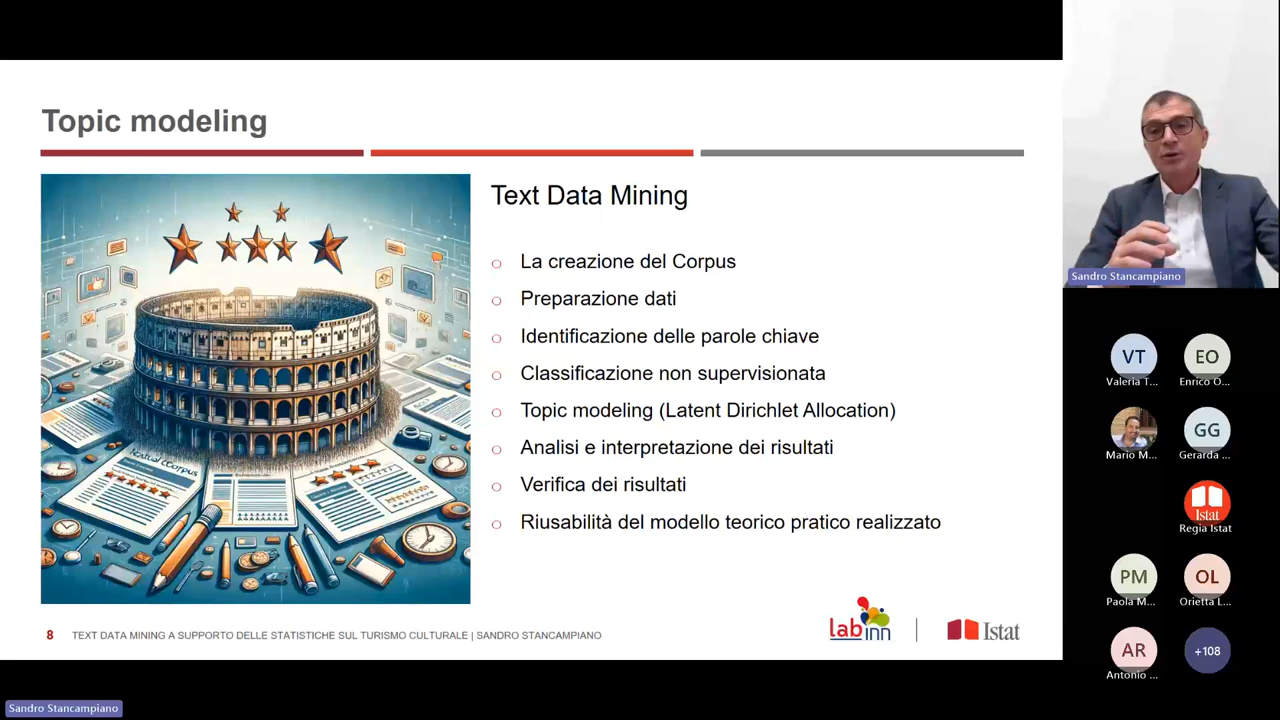 Topic modeling
Textual Corpus
Text Data Mining
La creazione del Corpus
Preparazione dati
Identificazione delle parole chiave
Classificazione non supervisionata
Topic modeling (Latent Dirichlet Allocation)
Analisi e interpretazione dei risultati
Verifica dei risultati
Riusabilità del modello teorico pratico realizzato
8 TEXT DATA MINING A SUPPORTO DELLE STATISTICHE SUL TURISMO CULTURALE | SANDRO STANCAMPIANO
lab inn
Istat
Sandro Stancampiano
VT
Valeria T...
EO
Enrico O...
Mario M...
GG
Gerarda ...
Istat
Regia Istat
PM
Paola M...
OL
Orietta L...
AR
Antonio ...
+108
Sandro Stancampiano